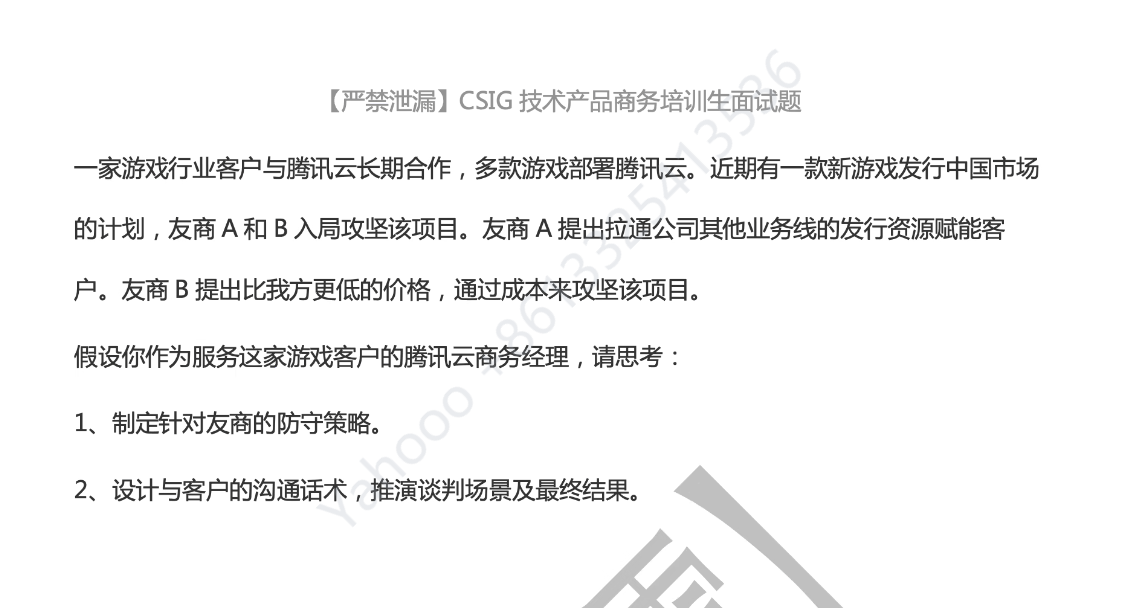 【严禁泄漏】CSIG 技术产品商务培训生面试题
一家游戏行业客户与腾讯云长期合作，多款游戏部署腾讯云。近期有一款新游戏发行中国市场
的计划，友商 A 和 B 入局攻坚该项目。友商 A 提出拉通公司其他业务线的发行资源赋能客
户。友商 B 提出比我方更低的价格，通过成本来攻坚该项目。
假设你作为服务这家游戏客户的腾讯云商务经理，请思考：
1、制定针对友商的防守策略。
2、设计与客户的沟通话术，推演谈判场景及最终结果。
Yahooo +8613325413536